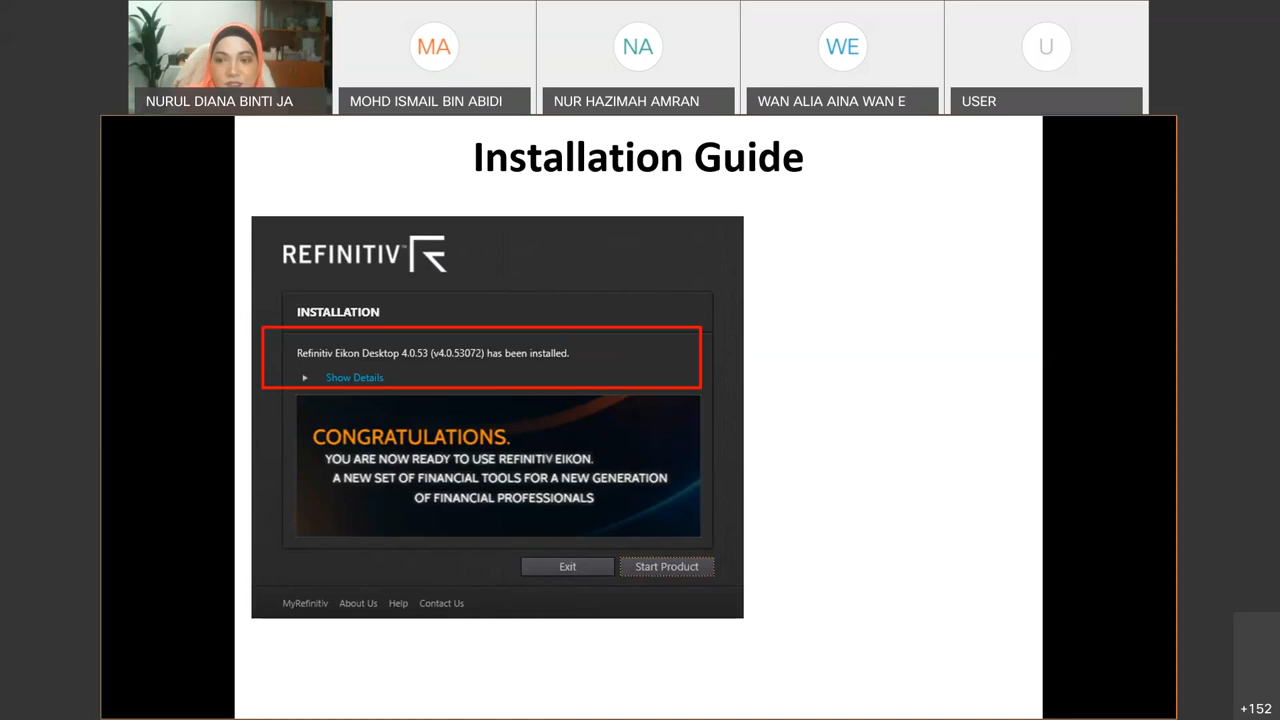 MA
NA
WE
U
NURUL DIANA BINTI JA
MOHD ISMAIL BIN ABIDI
NUR HAZIMAH AMRAN
WAN ALIA AINA WAN E
USER
Installation Guide
REFINITIV™
INSTALLATION
Refinitiv Eikon Desktop 4.0.53 (v4.0.53072) has been installed.
Show Details
CONGRATULATIONS.
YOU ARE NOW READY TO USE REFINITIV EIKON.
A NEW SET OF FINANCIAL TOOLS FOR A NEW GENERATION
OF FINANCIAL PROFESSIONALS
Exit
Start Product
MyRefinitiv About Us Help Contact Us
+152